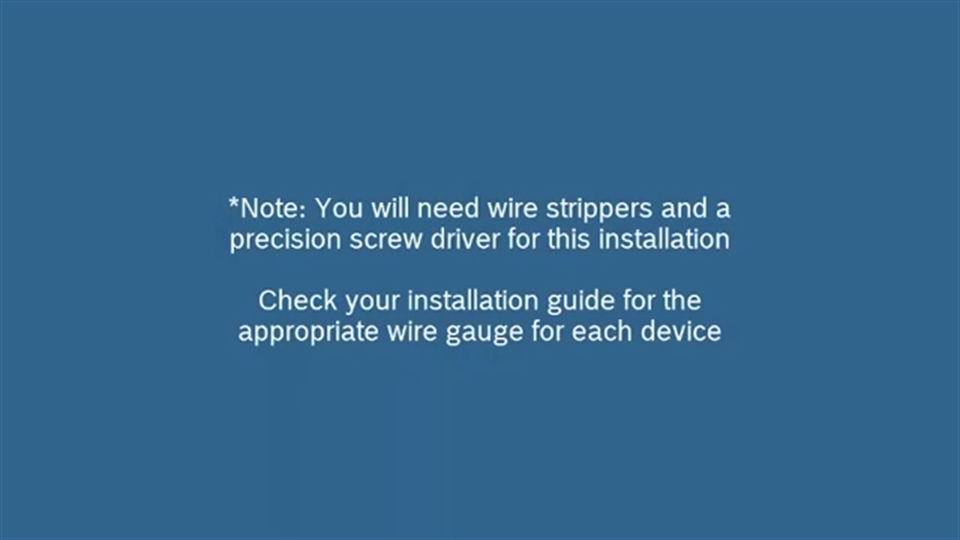 *Note: You will need wire strippers and a
precision screw driver for this installation
Check your installation guide for the
appropriate wire gauge for each device